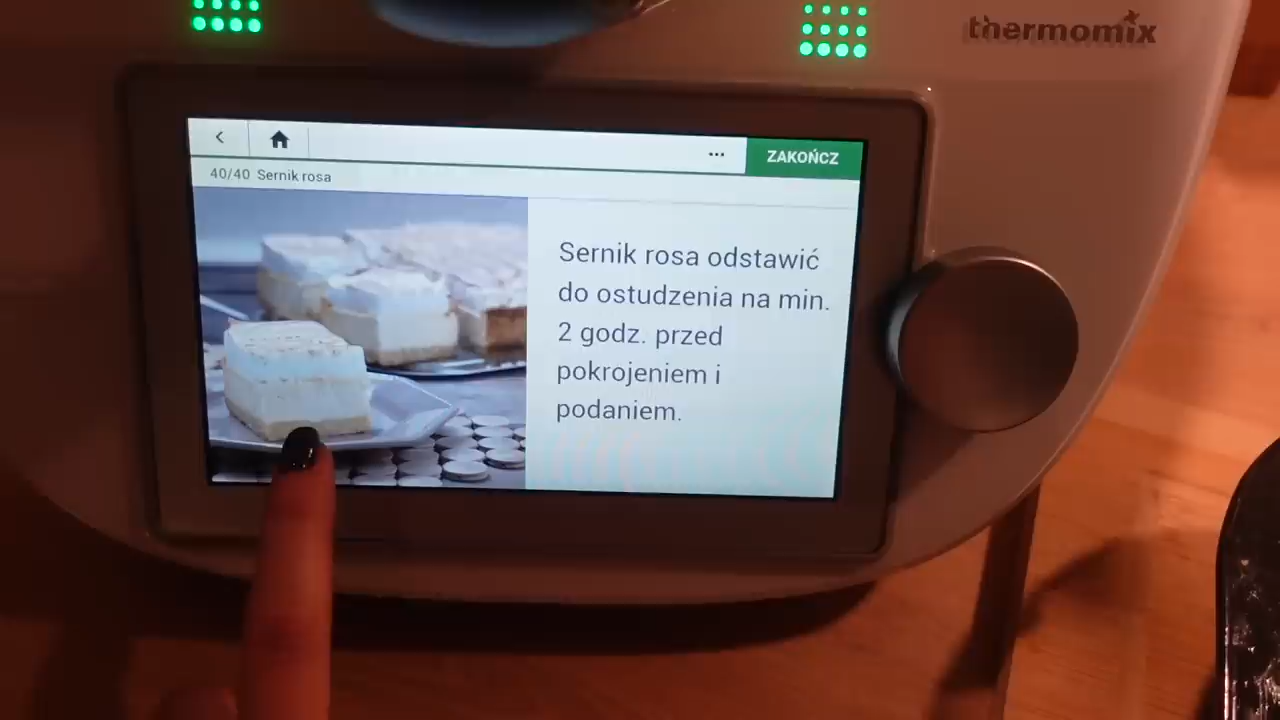 thermomix
ZAKOŃCZ
40/40 Sernik rosa
Sernik rosa odstawić
do ostudzenia na min.
2 godz. przed
pokrojeniem i
podaniem.